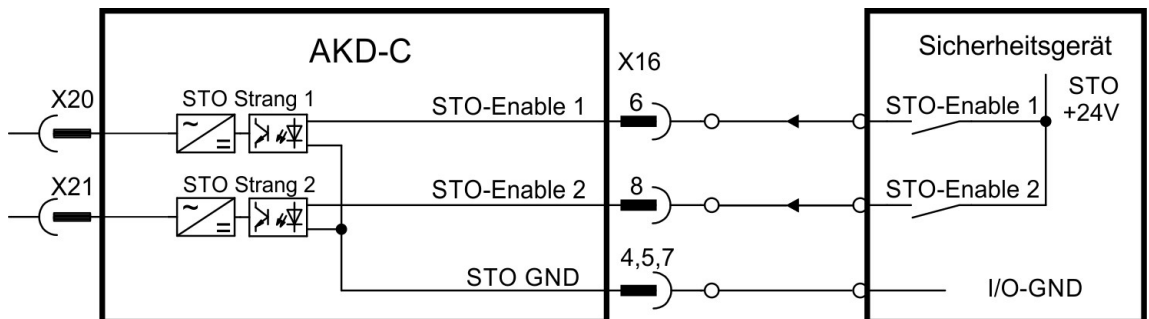 AKD-C
X20
STO Strang 1
STO-Enable 1
X21
STO Strang 2
STO-Enable 2
STO GND
X16
6
8
4,5,7
Sicherheitsgerät
STO
+24V
STO-Enable 1
STO-Enable 2
I/O-GND